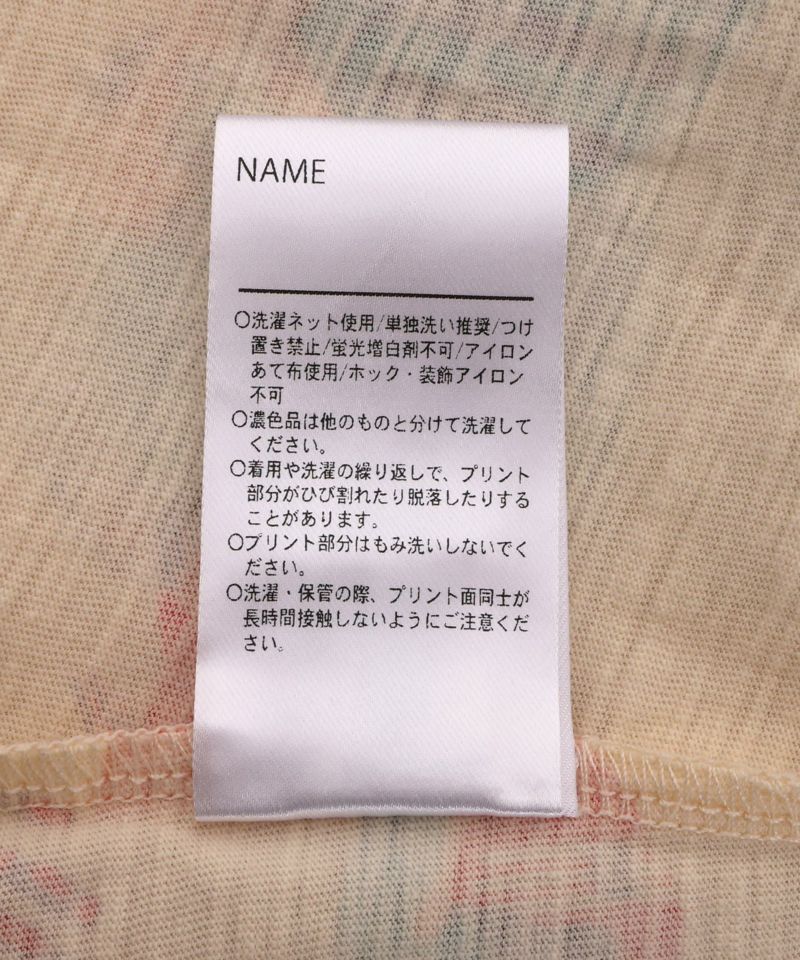 NAME
〇洗濯ネット使用/単独洗い推奨/つけ
置き禁止/蛍光増白剤不可/アイロン
あて布使用/ホック・装飾アイロン
不可
〇濃色品は他のものと分けて洗濯して
ください。
〇着用や洗濯の繰り返しで、プリント
部分がひび割れたり脱落したりする
ことがあります。
〇プリント部分はもみ洗いしないでく
ださい。
〇洗濯・保管の際、プリント面同士が
長時間接触しないようにご注意くだ
さい。